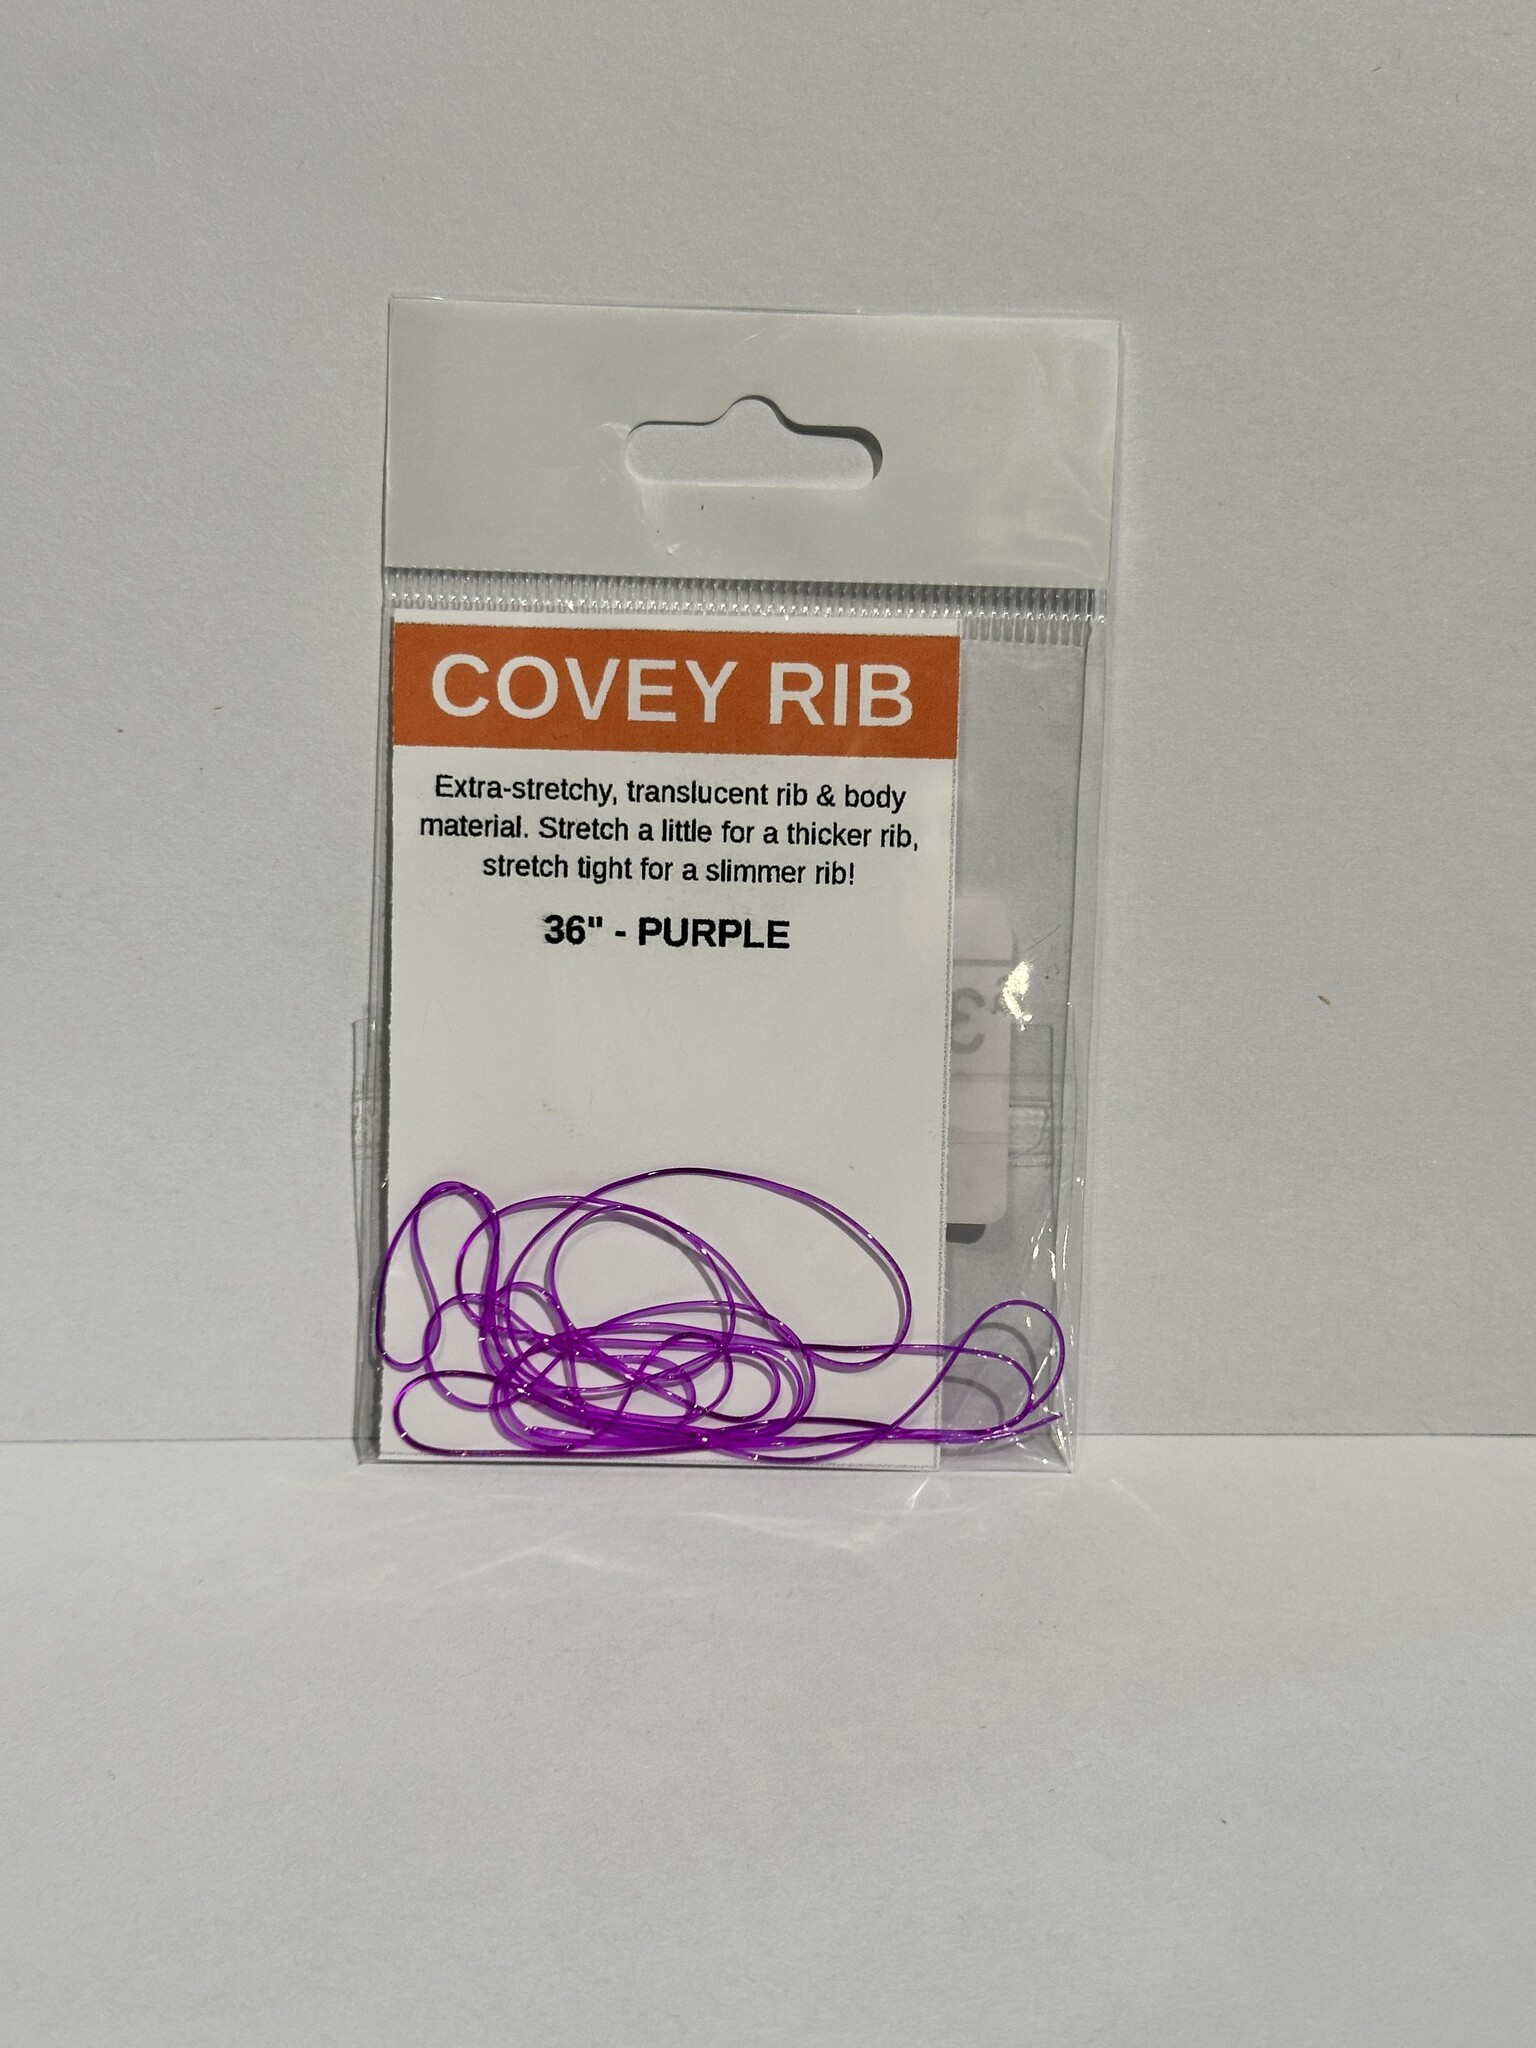 COVEY RIB
Extra-stretchy, translucent rib & body
material. Stretch a little for a thicker rib,
stretch tight for a slimmer rib!
36" - PURPLE